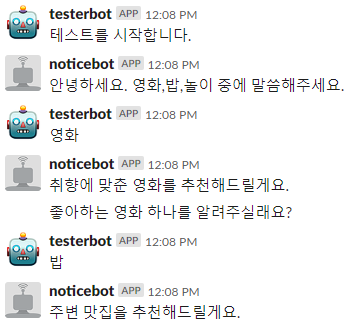 testerbot APP 12:08 PM
테스트를 시작합니다.
noticebot APP 12:08 PM
안녕하세요. 영화,밥,놀이 중에 말씀해주세요.
testerbot APP 12:08 PM
영화
noticebot APP 12:08 PM
취향에 맞춘 영화를 추천해드릴게요.
좋아하는 영화 하나를 알려주실래요?
testerbot APP 12:08 PM
밥
noticebot APP 12:08 PM
주변 맛집을 추천해드릴게요.